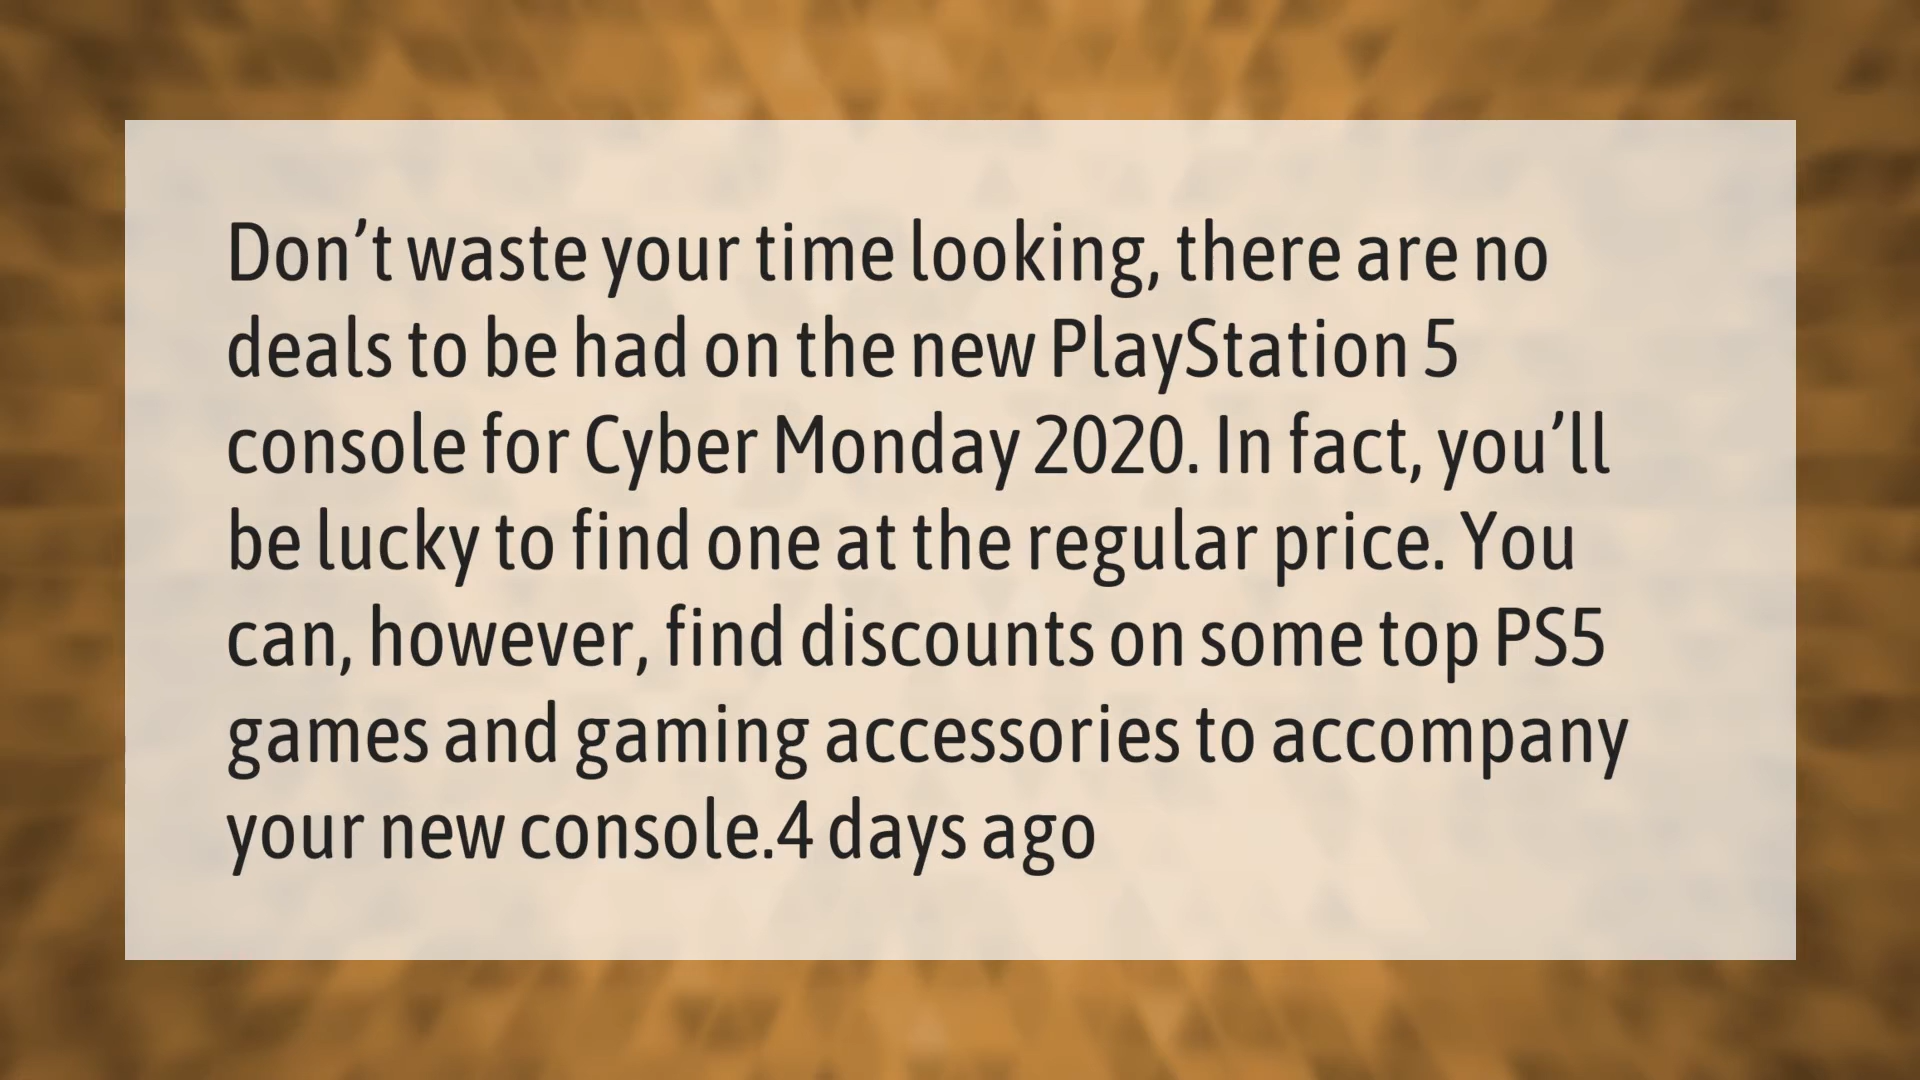 Don’t waste your time looking, there are no
deals to be had on the new PlayStation 5
console for Cyber Monday 2020. In fact, you’ll
be lucky to find one at the regular price. You
can, however, find discounts on some top PS5
games and gaming accessories to accompany
your new console.4 days ago